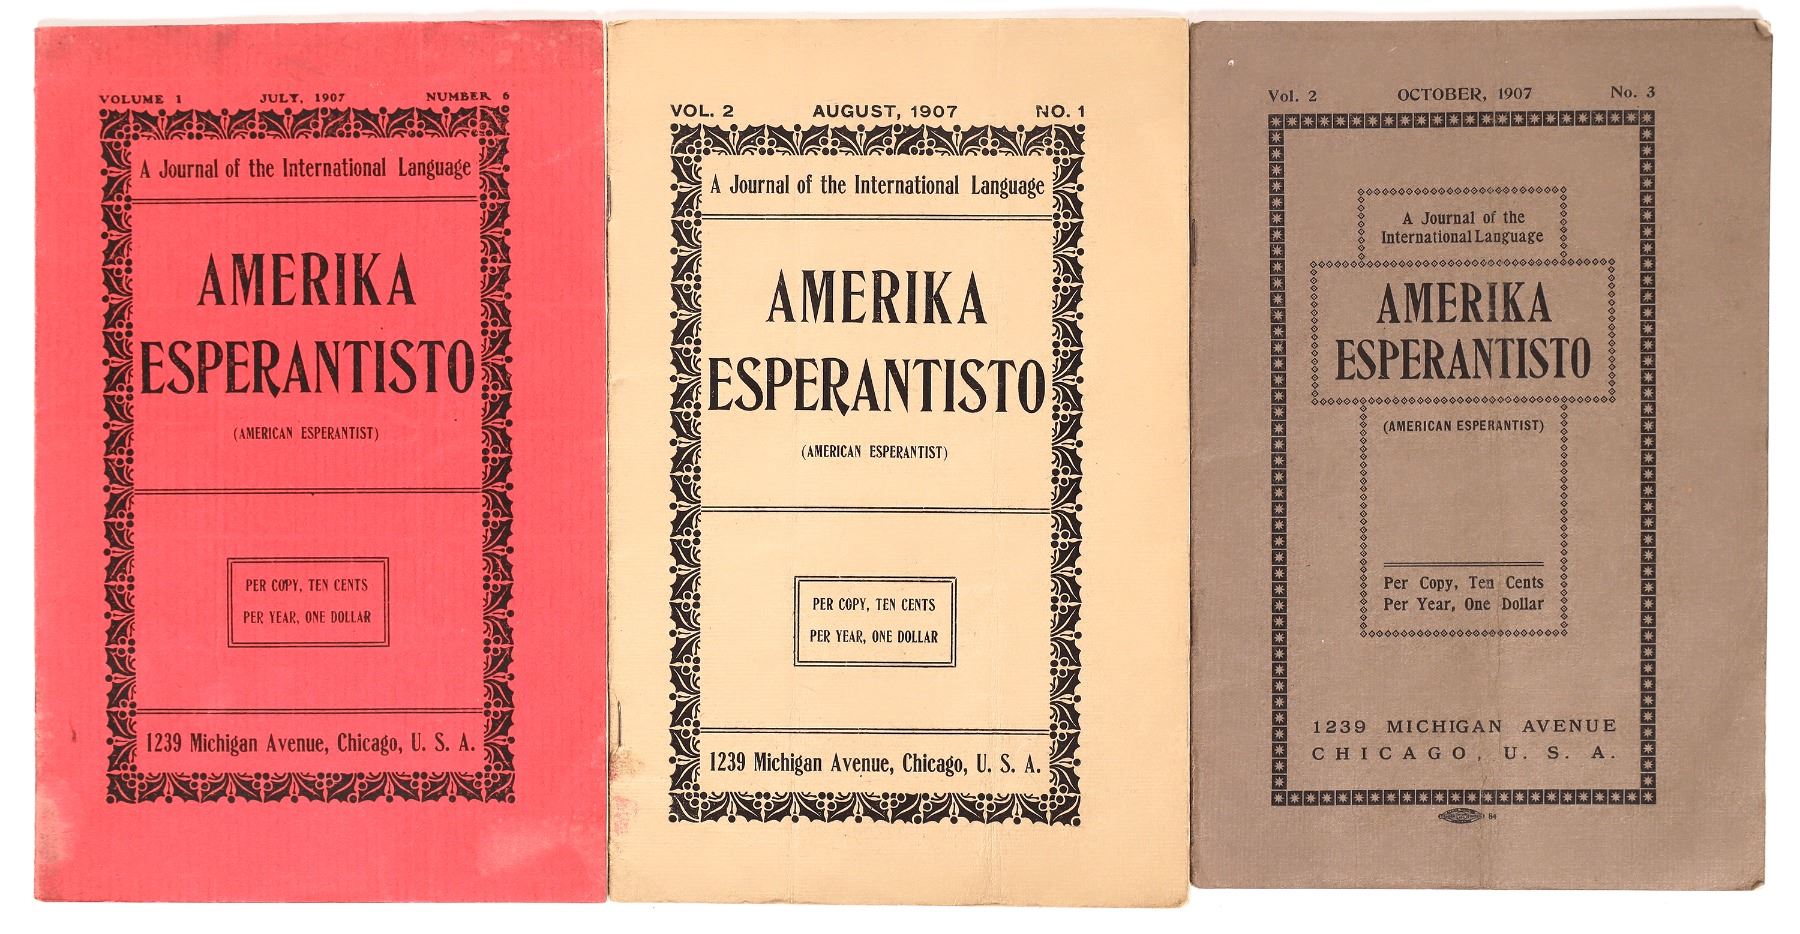 VOLUME 1 JULY, 1907 NUMBER 6
A Journal of the International Language
AMERIKA
ESPERANTISTO
(AMERICAN ESPERANTIST)
PER COPY, TEN CENTS
PER YEAR, ONE DOLLAR
1239 Michigan Avenue, Chicago, U. S. A.
VOL. 2 AUGUST, 1907 NO. 1
A Journal of the International Language
AMERIKA
ESPERANTISTO
(AMERICAN ESPERANTIST)
PER COPY, TEN CENTS
PER YEAR, ONE DOLLAR
1239 Michigan Avenue, Chicago, U. S. A.
Vol. 2 OCTOBER, 1907 No. 3
A Journal of the
International Language
AMERIKA
ESPERANTISTO
(AMERICAN ESPERANTIST)
Per Copy, Ten Cents
Per Year, One Dollar
1239 MICHIGAN AVENUE
CHICAGO, U. S. A.